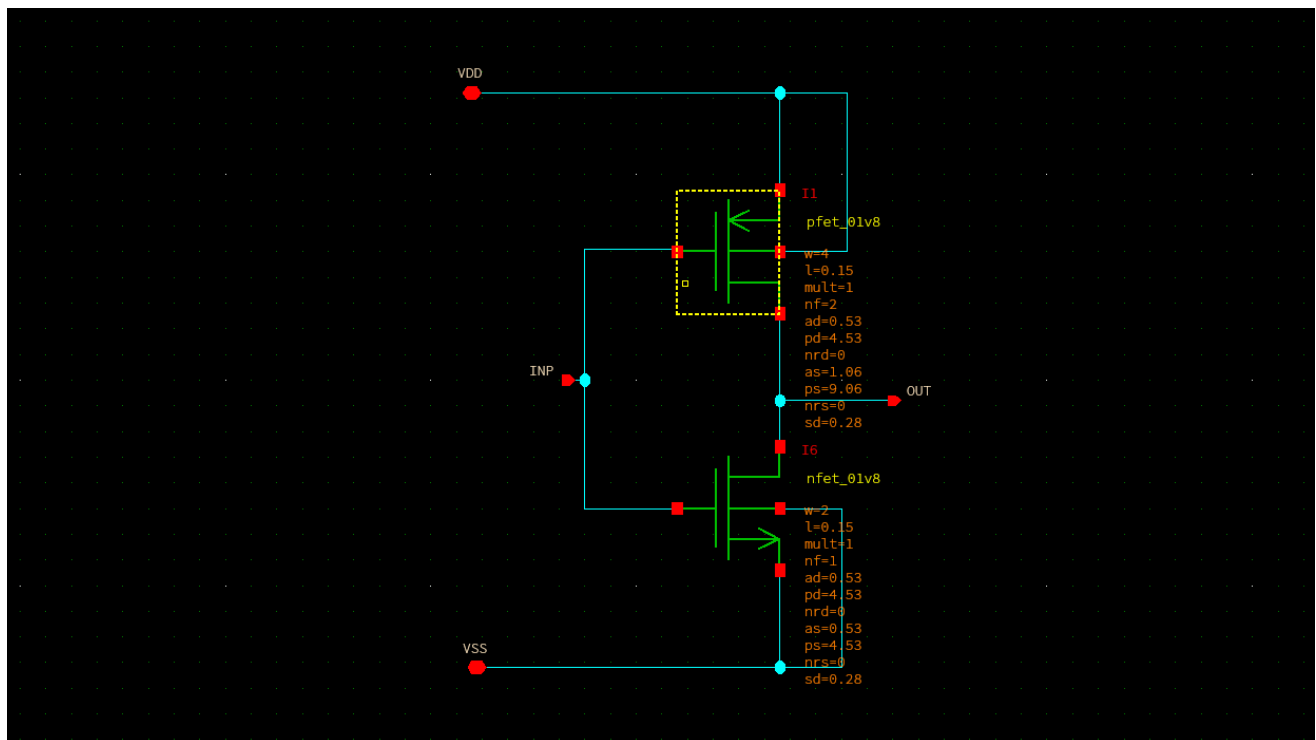 VDD
I1
pfet_01v8
w=4
l=0.15
mult=1
nf=2
ad=0.53
pd=4.53
nrd=0
as=1.06
ps=9.06
nrs=0
sd=0.28
INP
OUT
I6
nfet_01v8
w=2
l=0.15
mult=1
nf=1
ad=0.53
pd=4.53
nrd=0
as=0.53
ps=4.53
nrs=0
sd=0.28
VSS